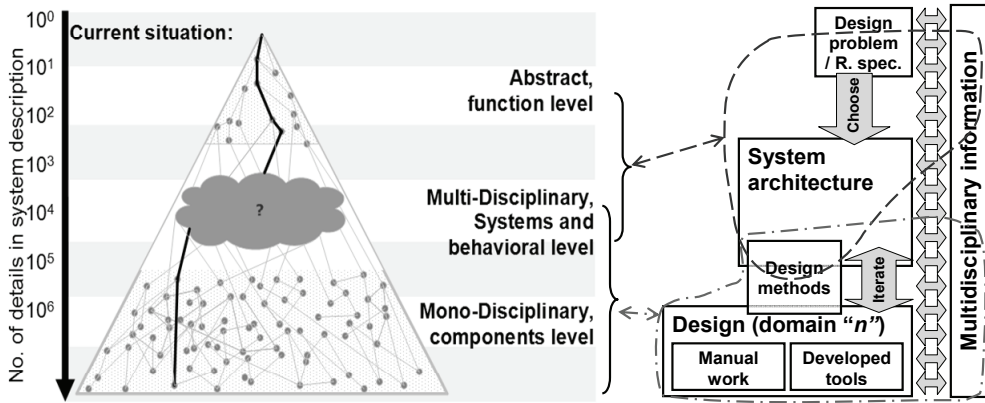 No. of details in system description
10⁰
10¹
10²
10³
10⁴
10⁵
10⁶
Current situation:
?
Abstract,
function level
Multi-Disciplinary,
Systems and
behavioral level
Mono-Disciplinary,
components level
Design
problem
/ R. spec.
Choose
System
architecture
Design
methods
Iterate
Design (domain “n”)
Manual
work
Developed
tools
Multidisciplinary information